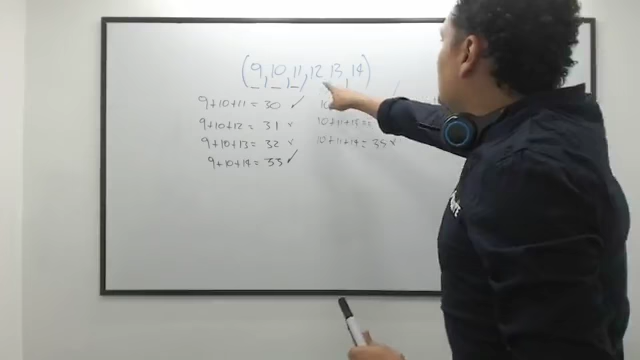 (9, 10, 11, 12, 13, 14)
9+10+11 = 30 ✓
9+10+12 = 31 x
10+11+13 =
9+10+13 = 32 x
10+11+14 = 35 x
9+10+14 = 33 ✓